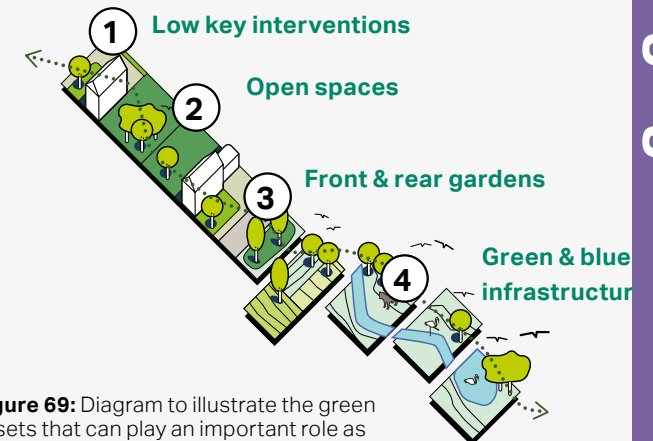 1
Low key interventions
2
Open spaces
3
Front & rear gardens
4
Green & blue
infrastructur
gure 69: Diagram to illustrate the green
sets that can play an important role as